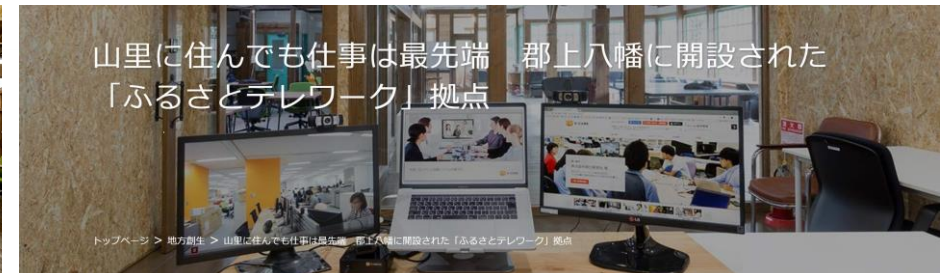 山里に住んでも仕事は最先端　郡上八幡に開設された
「ふるさとテレワーク」拠点
トップページ > 地方創生 > 山里に住んでも仕事は最先端　郡上八幡に開設された「ふるさとテレワーク」拠点
LG